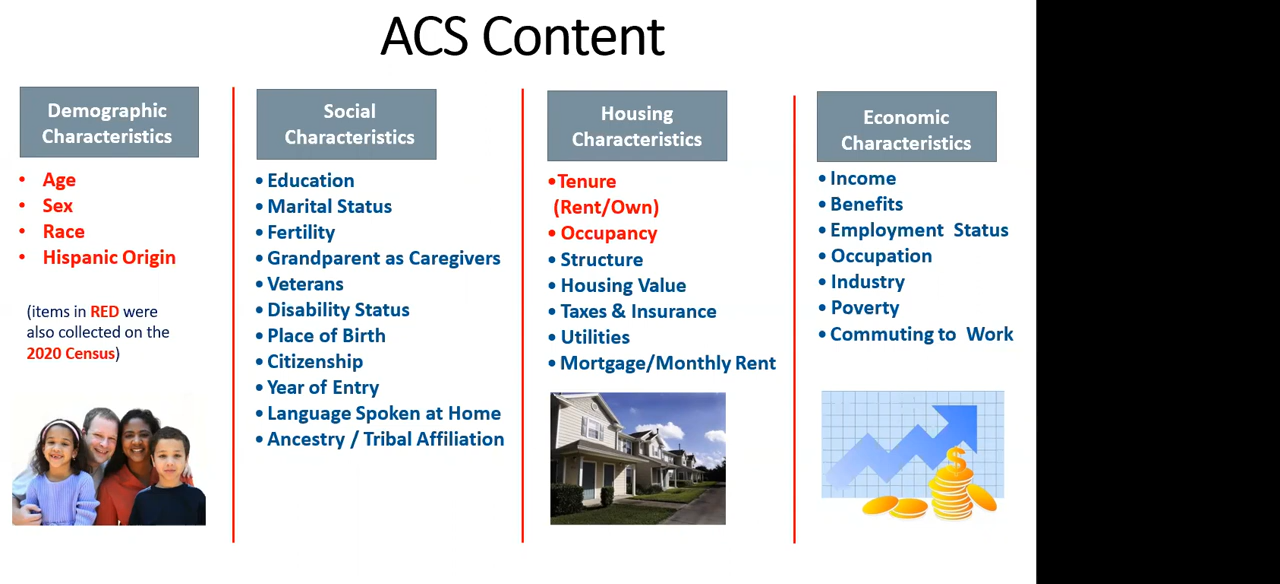 ACS Content
Demographic
Characteristics
• Age
• Sex
• Race
• Hispanic Origin
(items in RED were
also collected on the
2020 Census)
Social
Characteristics
• Education
• Marital Status
• Fertility
• Grandparent as Caregivers
• Veterans
• Disability Status
• Place of Birth
• Citizenship
• Year of Entry
• Language Spoken at Home
• Ancestry / Tribal Affiliation
Housing
Characteristics
•Tenure
(Rent/Own)
• Occupancy
• Structure
• Housing Value
• Taxes & Insurance
• Utilities
• Mortgage/Monthly Rent
Economic
Characteristics
• Income
• Benefits
• Employment Status
• Occupation
• Industry
• Poverty
• Commuting to Work
$